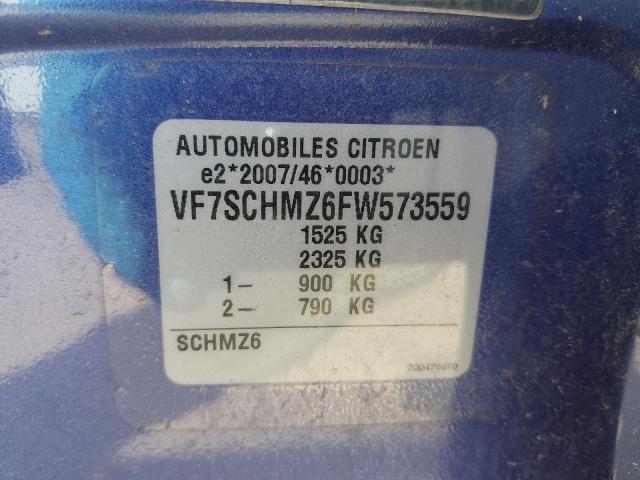 AUTOMOBILES CITROEN
e2*2007/46*0003*
VF7SCHMZ6FW573559
1525 KG
2325 KG
1- 900 KG
2- 790 KG
SCHMZ6